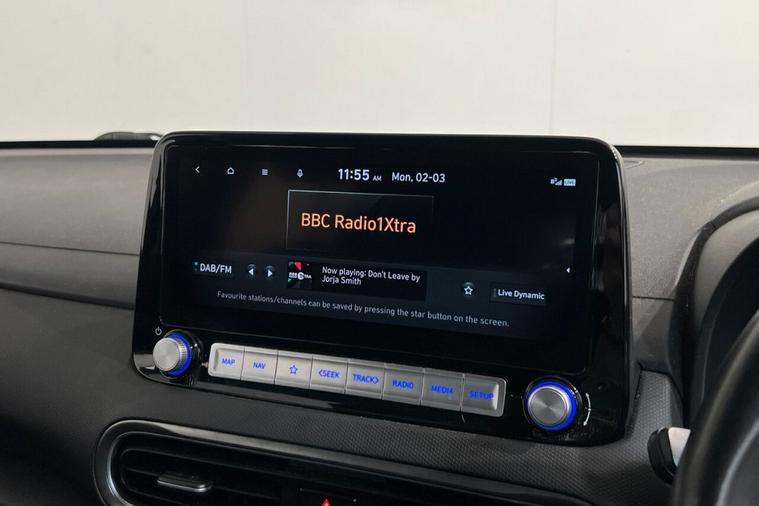 11:55 AM Mon, 02-03
LIVE
BBC Radio1Xtra
DAB/FM
Now playing: Don't Leave by
Jorja Smith
Live Dynamic
Favourite stations/channels can be saved by pressing the star button on the screen.
MAP NAV <SEEK TRACK> RADIO MEDIA SETUP